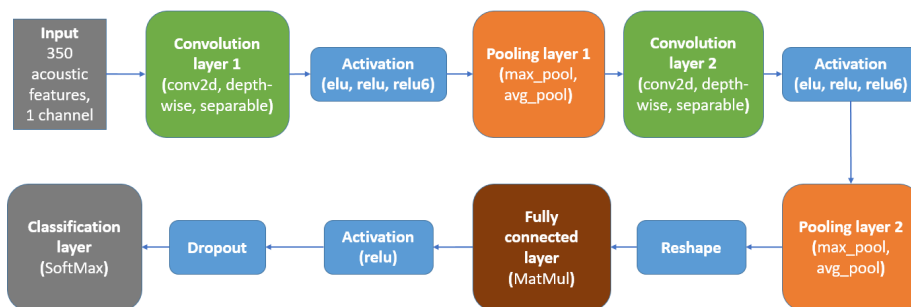 Input
350
acoustic
features,
1 channel
Convolution
layer 1
(conv2d, depth-
wise, separable)
Activation
(elu, relu, relu6)
Pooling layer 1
(max_pool,
avg_pool)
Convolution
layer 2
(conv2d, depth-
wise, separable)
Activation
(elu, relu, relu6)
Pooling layer 2
(max_pool,
avg_pool)
Reshape
Fully
connected
layer
(MatMul)
Activation
(relu)
Dropout
Classification
layer
(SoftMax)